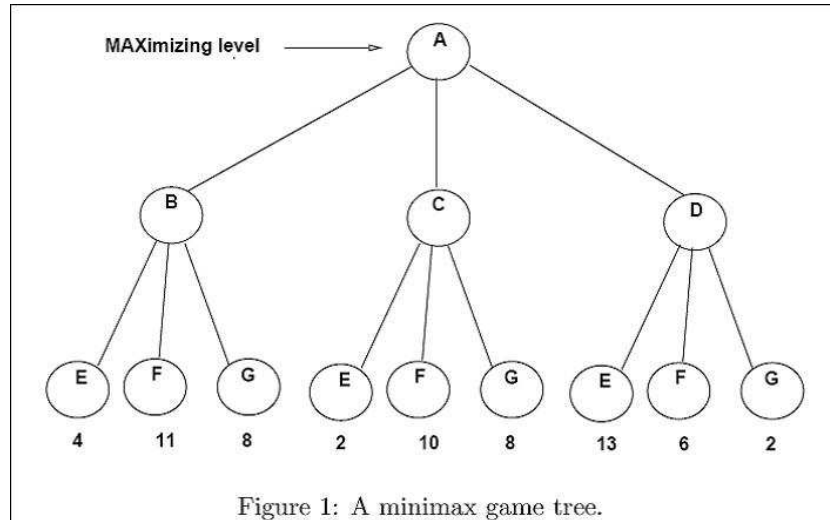 MAXimizing level
A
B
C
D
E F G E F G E F G
4 11 8 2 10 8 13 6 2
Figure 1: A minimax game tree.